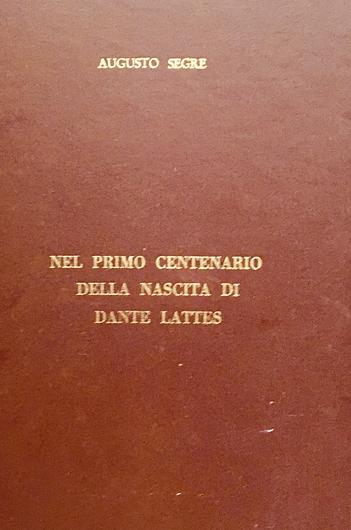 AUGUSTO SEGRE
NEL PRIMO CENTENARIO
DELLA NASCITA DI
DANTE LATTES